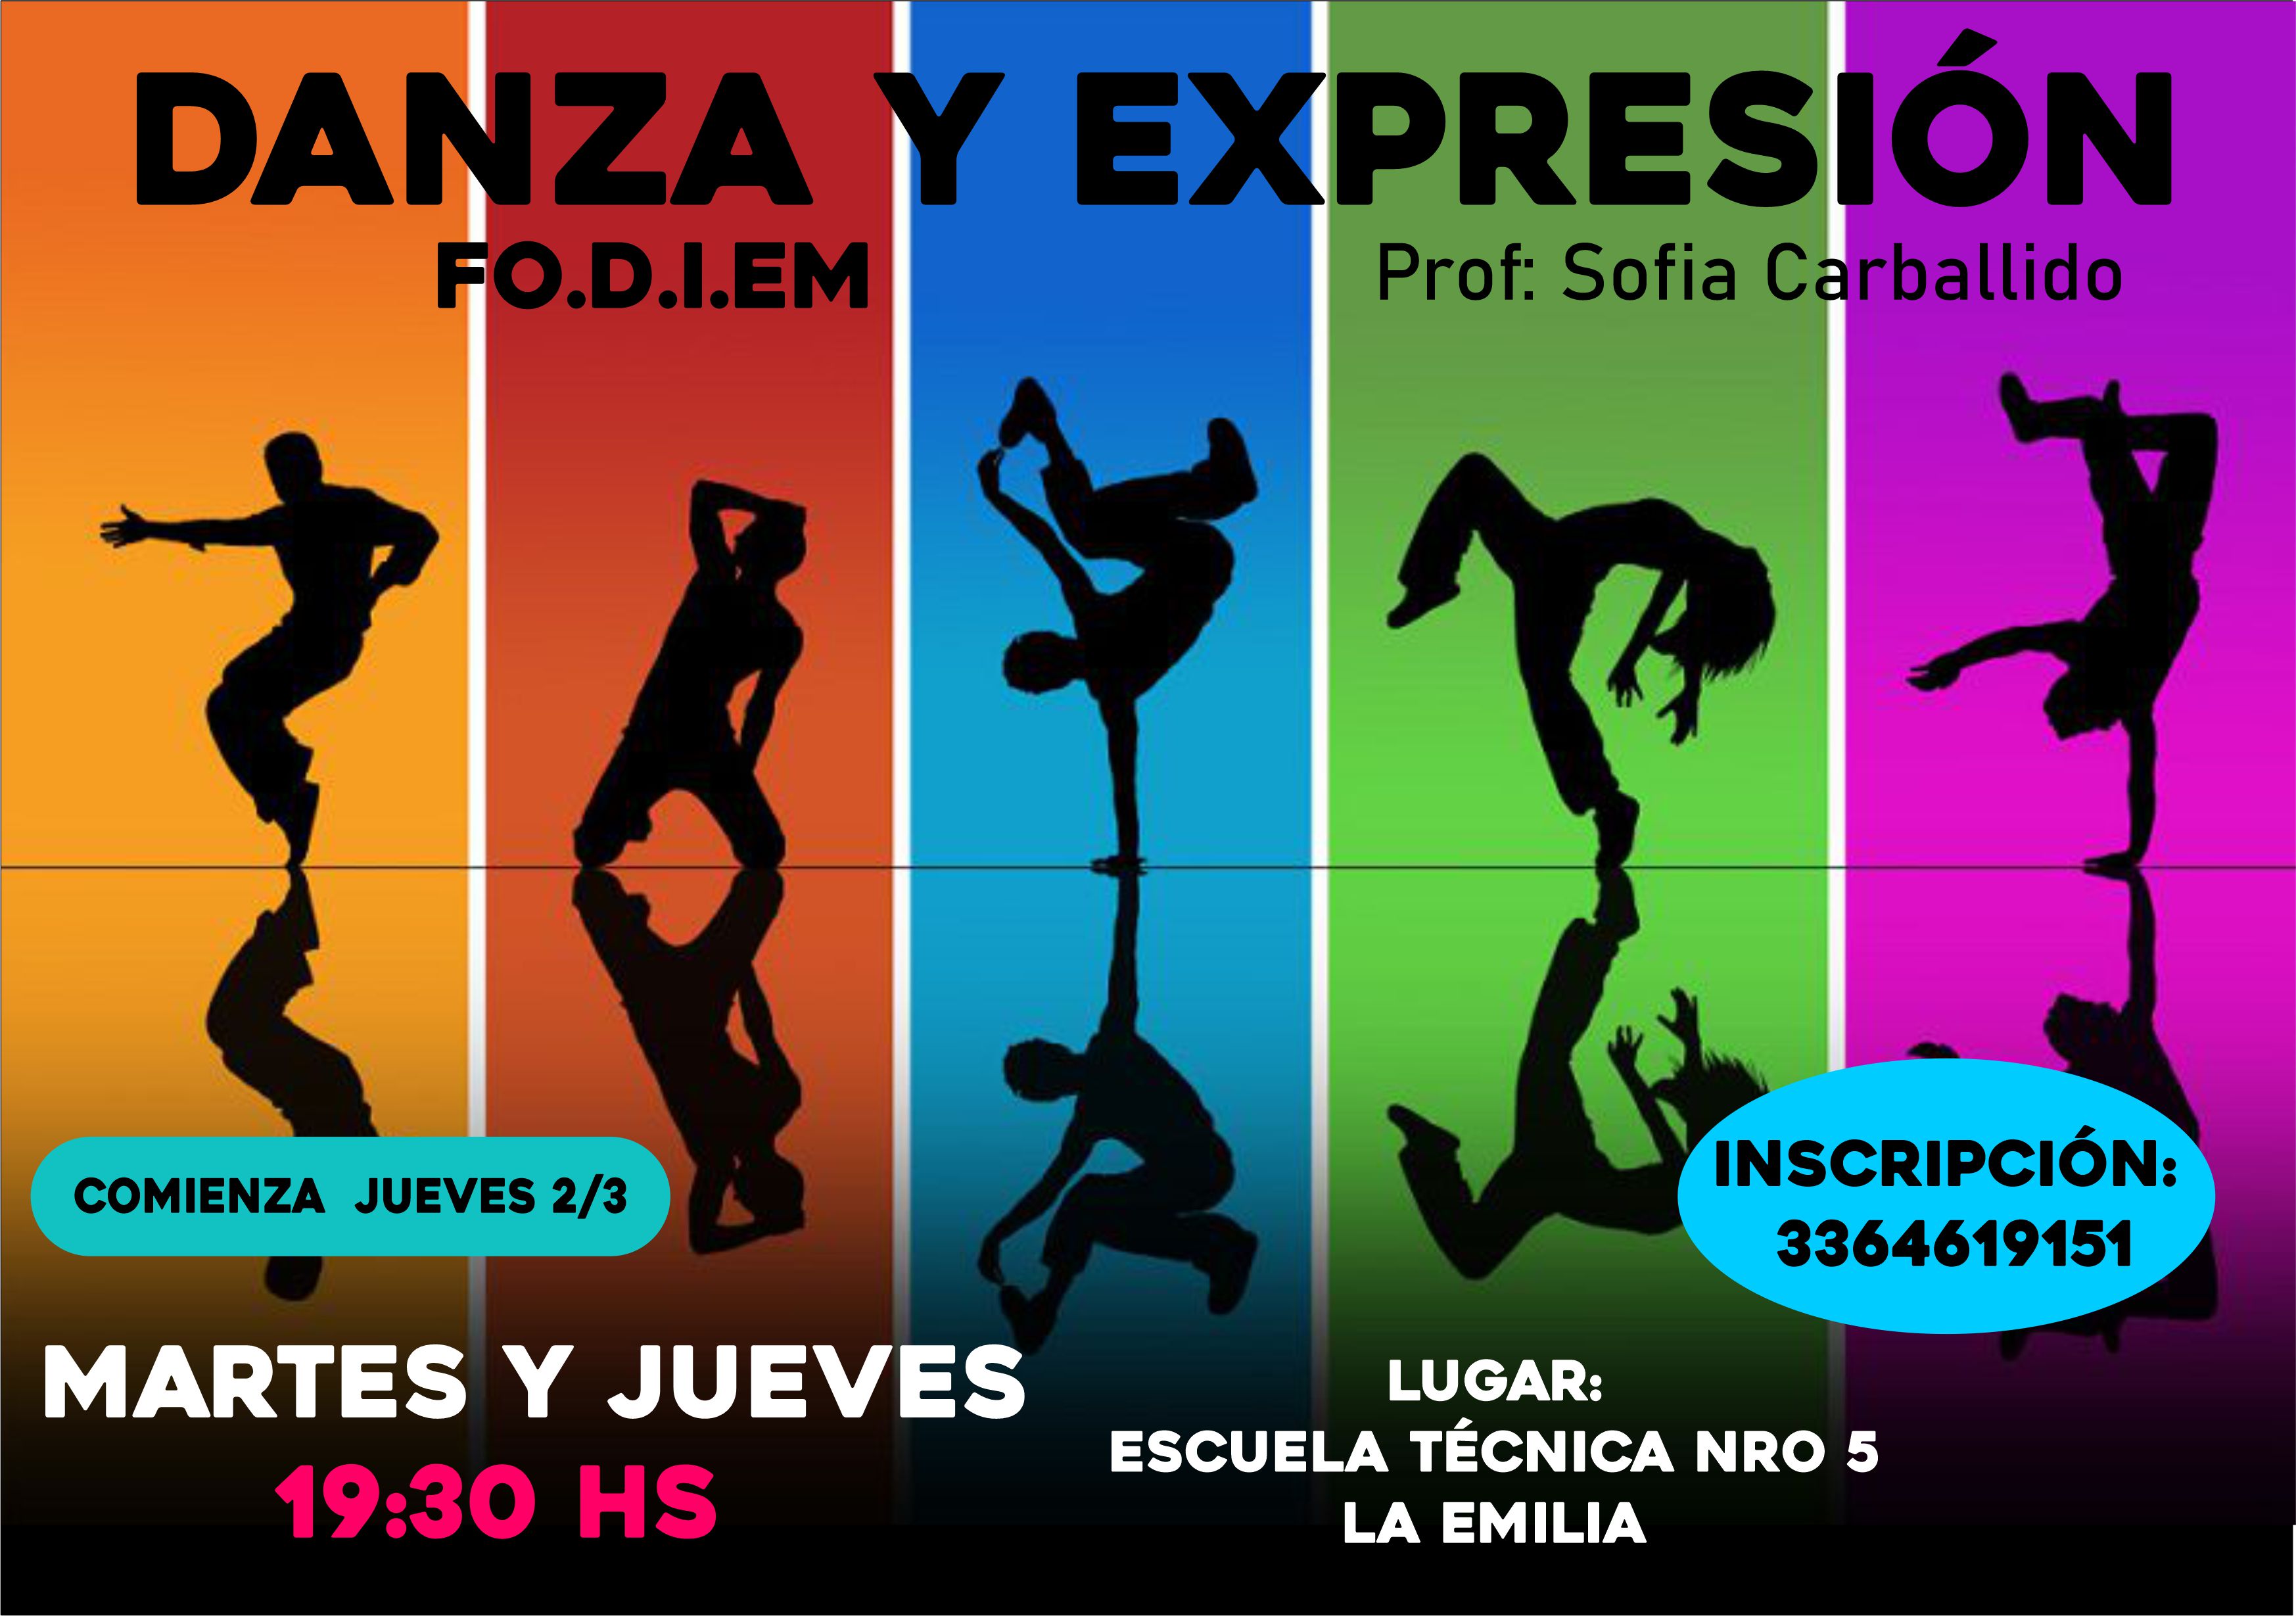 DANZA Y EXPRESIÓN
FO.D.I.EM
Prof: Sofia Carballido
COMIENZA JUEVES 2/3
INSCRIPCIÓN:
3364619151
MARTES Y JUEVES
19:30 HS
LUGAR:
ESCUELA TÉCNICA NRO 5
LA EMILIA